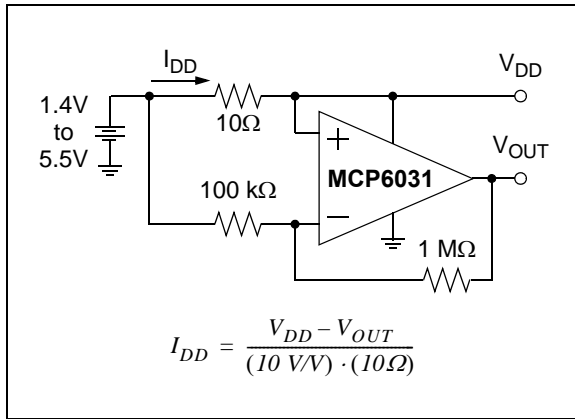 I_DD
V_DD
1.4V
to
5.5V
10Ω
V_OUT
+
MCP6031
100 kΩ
−
1 MΩ
I_DD = (V_DD − V_OUT) / ((10 V/V) · (10Ω))